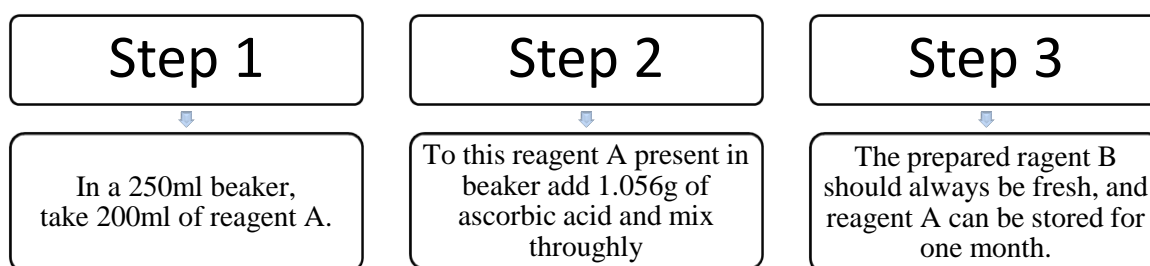 Step 1
In a 250ml beaker,
take 200ml of reagent A.
Step 2
To this reagent A present in
beaker add 1.056g of
ascorbic acid and mix
throughly
Step 3
The prepared ragent B
should always be fresh, and
reagent A can be stored for
one month.